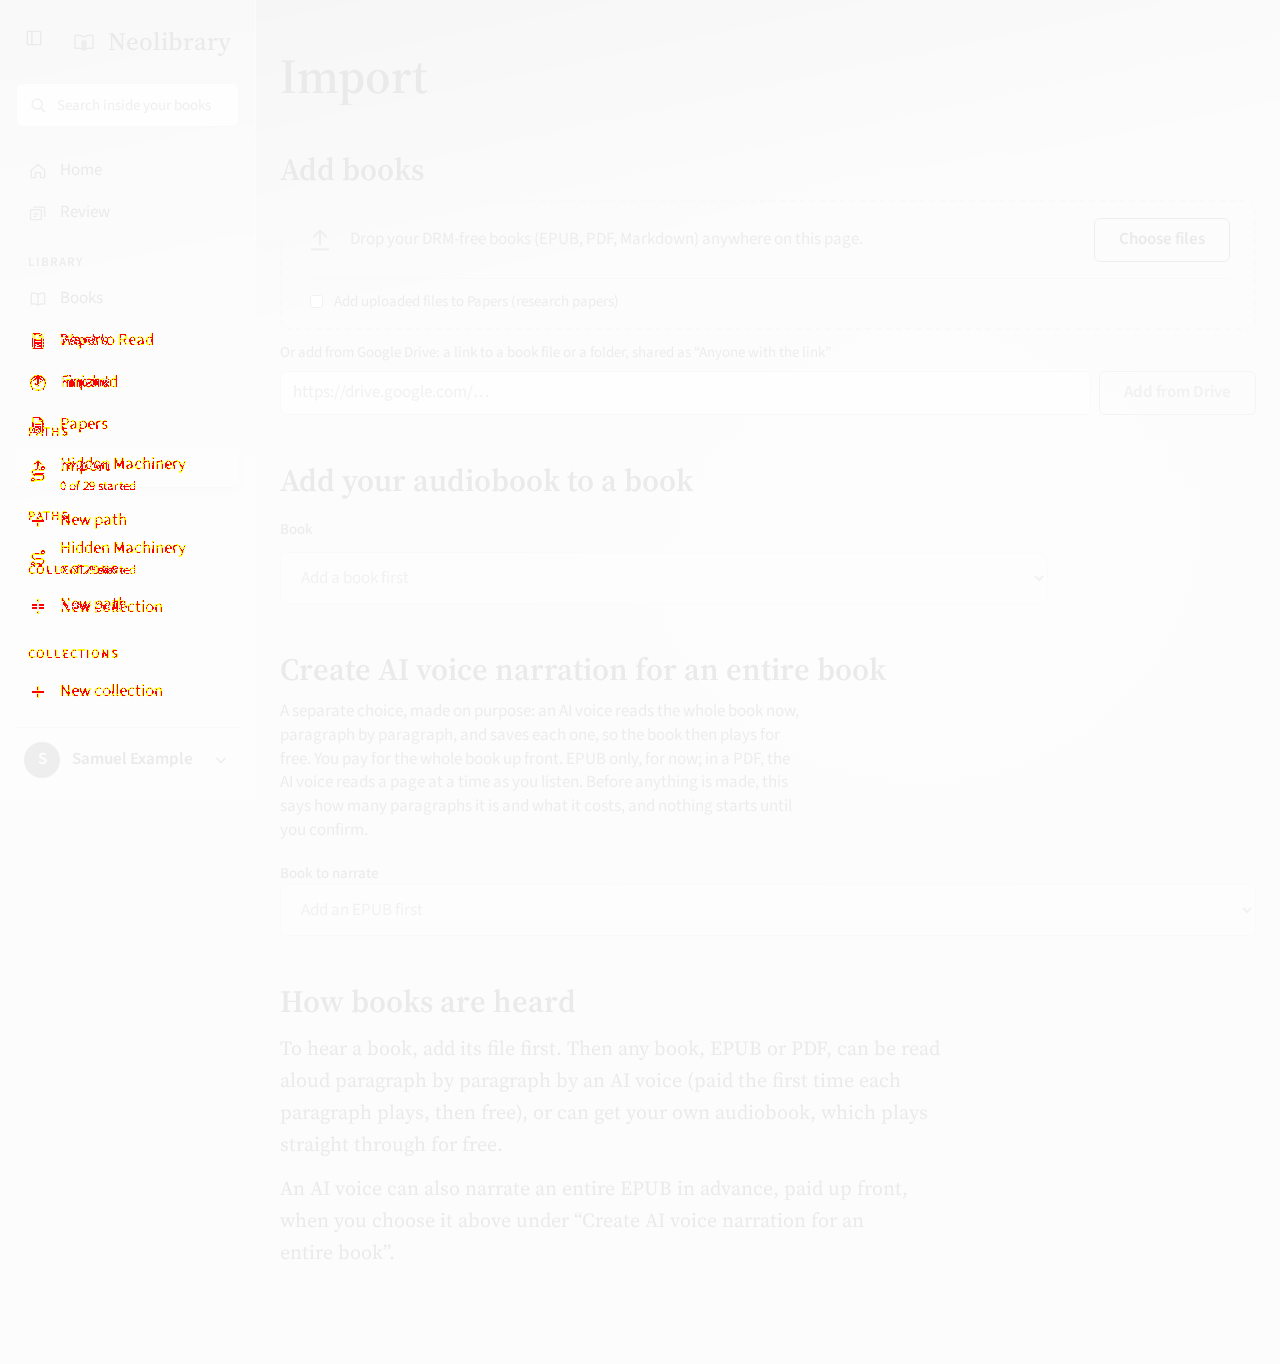 Neolibrary
Search inside your books
Home
Review
LIBRARY
Books
Papers
PATHS
Hidden Machinery
0 of 29 started
New path
PATHS
Hidden Machinery
New collection
COLLECTIONS
New collection
S
Samuel Example
Import
Add books
Drop your DRM-free books (EPUB, PDF, Markdown) anywhere on this page.
Choose files
Add uploaded files to Papers (research papers)
Or add from Google Drive: a link to a book file or a folder, shared as “Anyone with the link”
https://drive.google.com/…
Add from Drive
Add your audiobook to a book
Book
Add a book first
Create AI voice narration for an entire book
A separate choice, made on purpose: an AI voice reads the whole book now,
paragraph by paragraph, and saves each one, so the book then plays for
free. You pay for the whole book up front. EPUB only, for now; in a PDF, the
AI voice reads a page at a time as you listen. Before anything is made, this
says how many paragraphs it is and what it costs, and nothing starts until
you confirm.
Book to narrate
Add an EPUB first
How books are heard
To hear a book, add its file first. Then any book, EPUB or PDF, can be read
aloud paragraph by paragraph by an AI voice (paid the first time each
paragraph plays, then free), or can get your own audiobook, which plays
straight through for free.
An AI voice can also narrate an entire EPUB in advance, paid up front,
when you choose it above under “Create AI voice narration for an
entire book”.